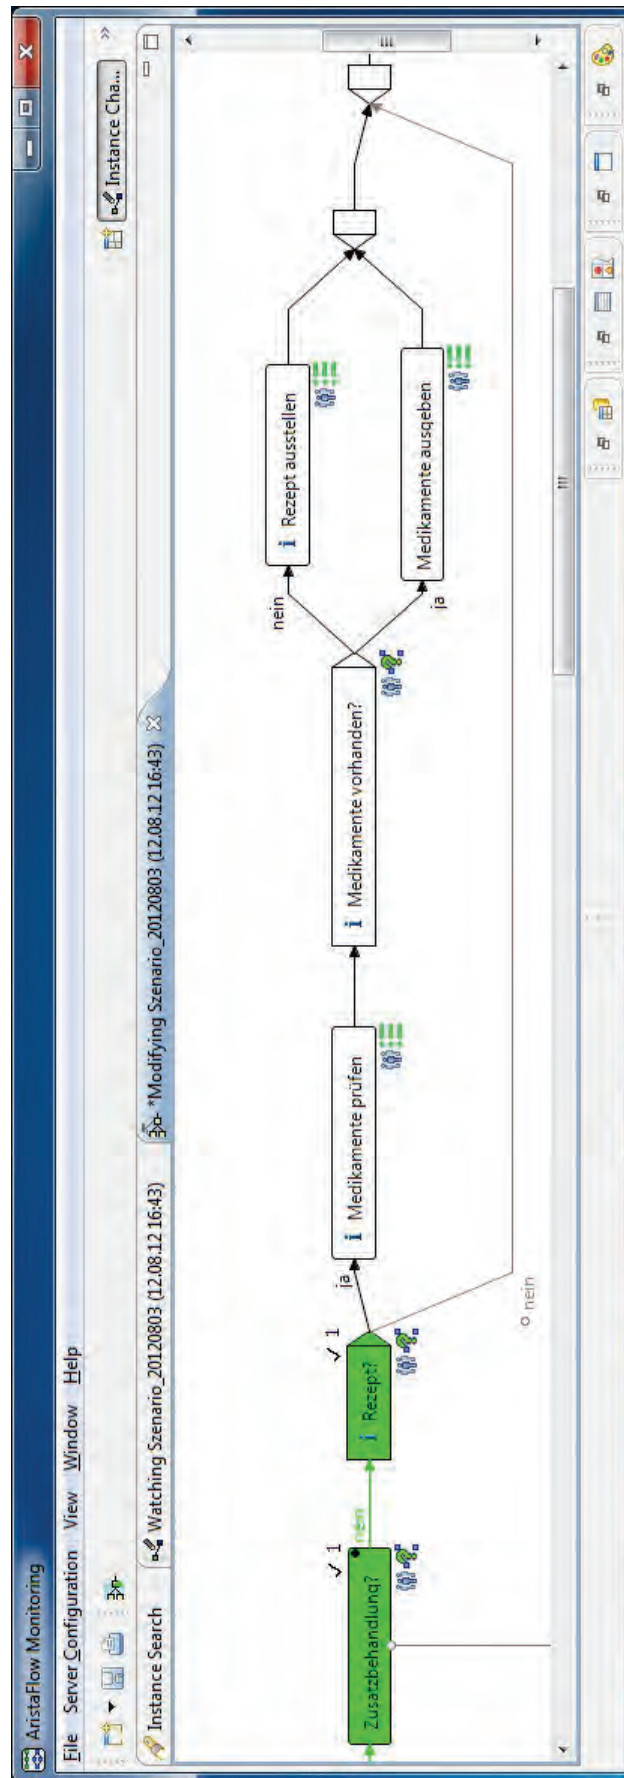 AristaFlow Monitoring
File Server Configuration View Window Help
Instance Cha...
Instance Search
Watching Szenario_20120803 (12.08.12 16:43)
*Modifying Szenario_20120803 (12.08.12 16:43)
✓ 1
Zusatzbehandlung?
nein
✓ 1
Rezept?
ja
nein
Medikamente prüfen
Medikamente vorhanden?
nein
Rezept ausstellen
ja
Medikamente ausgeben